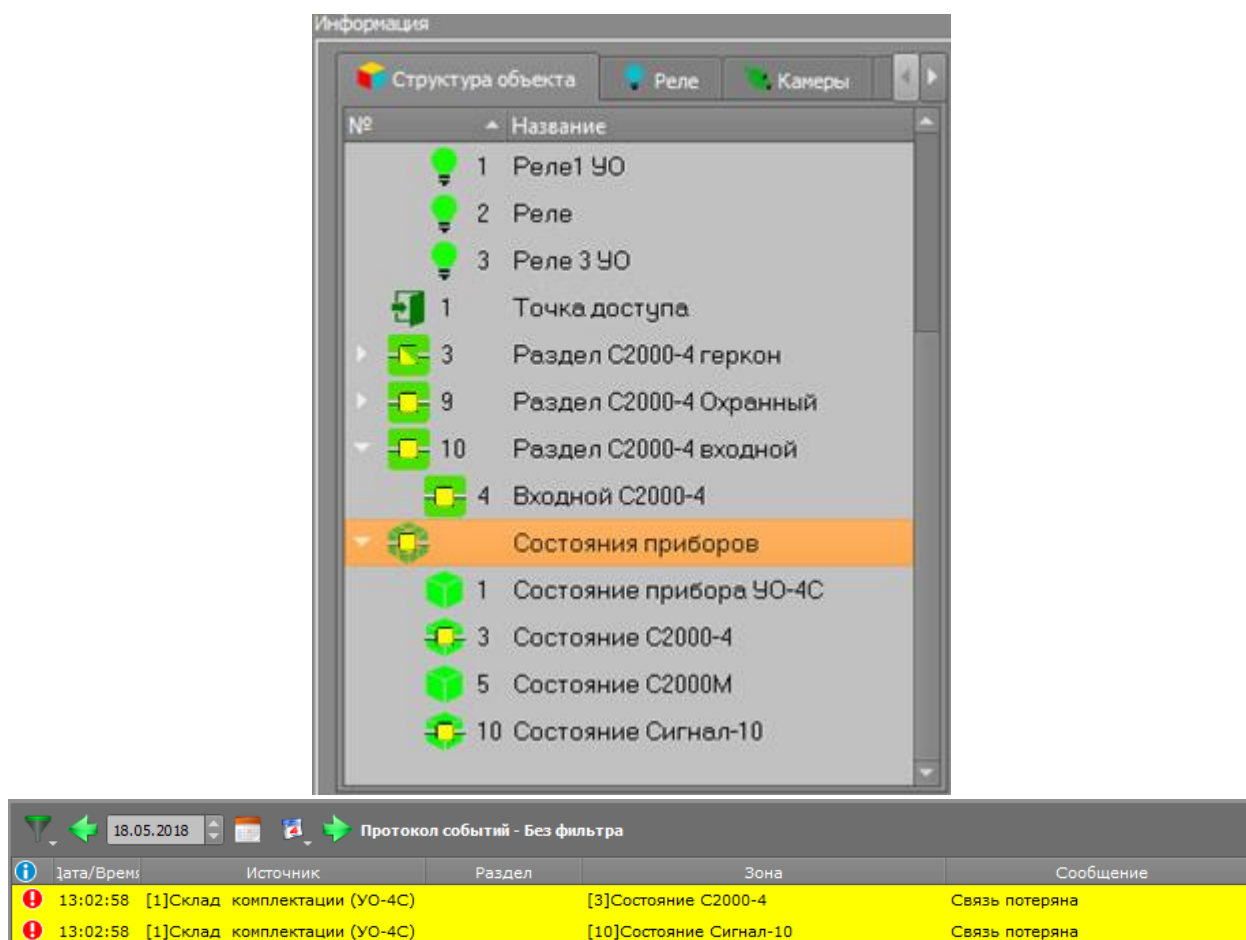 Информация
Структура объекта Реле Камеры
№ Название
1 Реле1 УО
2 Реле
3 Реле 3 УО
1 Точка доступа
3 Раздел С2000-4 геркон
9 Раздел С2000-4 Охранный
10 Раздел С2000-4 входной
4 Входной С2000-4
Состояния приборов
1 Состояние прибора УО-4С
3 Состояние С2000-4
5 Состояние С2000М
10 Состояние Сигнал-10
18.05.2018 Протокол событий - Без фильтра
Дата/Время Источник Раздел Зона Сообщение
13:02:58 [1]Склад комплектации (УО-4С) [3]Состояние С2000-4 Связь потеряна
13:02:58 [1]Склад комплектации (УО-4С) [10]Состояние Сигнал-10 Связь потеряна